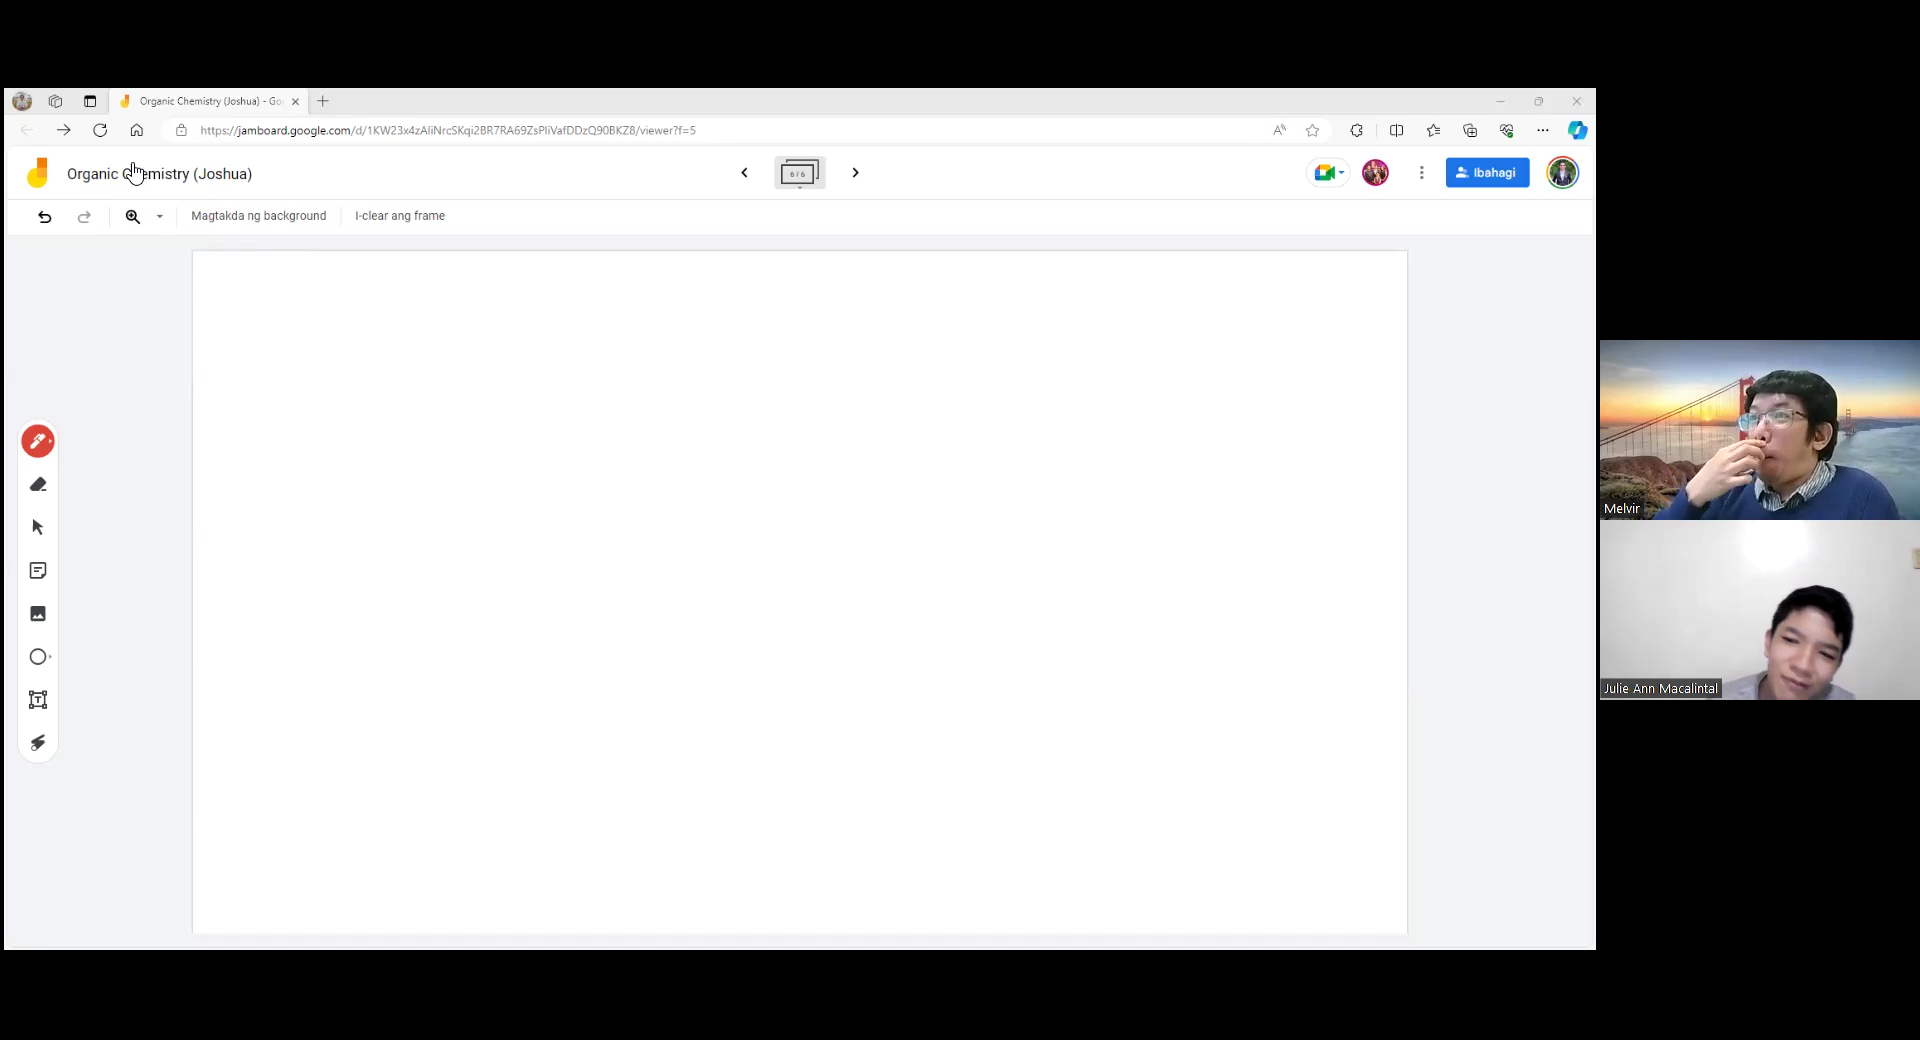 Organic Chemistry (Joshua) - Go
https://jamboard.google.com/d/1KW23x4zAliNrcSKqi2BR7RA69ZsPliVafDDzQ90BKZ8/viewer?f=5
Organic Chemistry (Joshua)
6 / 6
Ibahagi
Magtakda ng background
I-clear ang frame
Melvir
Julie Ann Macalintal